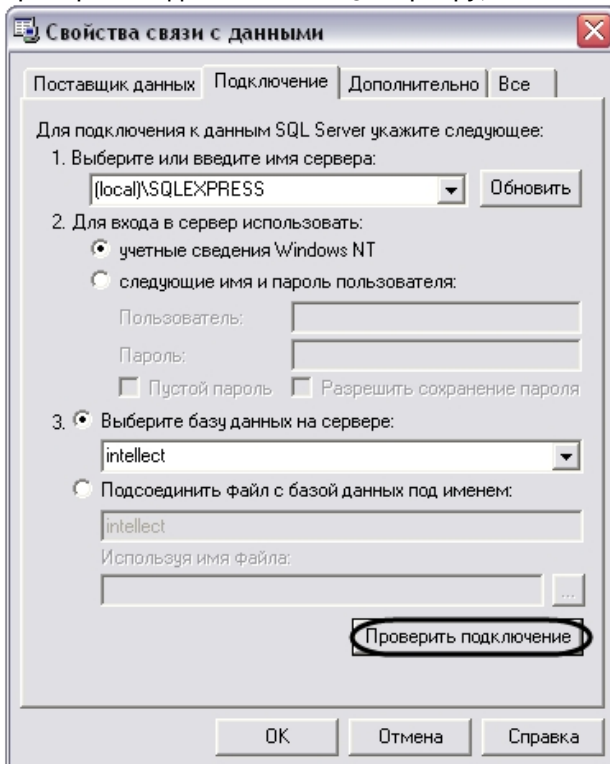 Свойства связи с данными
Поставщик данных Подключение Дополнительно Все
Для подключения к данным SQL Server укажите следующее:
1. Выберите или введите имя сервера:
(local)\SQLEXPRESS Обновить
2. Для входа в сервер использовать:
учетные сведения Windows NT
следующие имя и пароль пользователя:
Пользователь:
Пароль:
Пустой пароль Разрешить сохранение пароля
3. Выберите базу данных на сервере:
intellect
Подсоединить файл с базой данных под именем:
intellect
Используя имя файла:
...
Проверить подключение
OK Отмена Справка